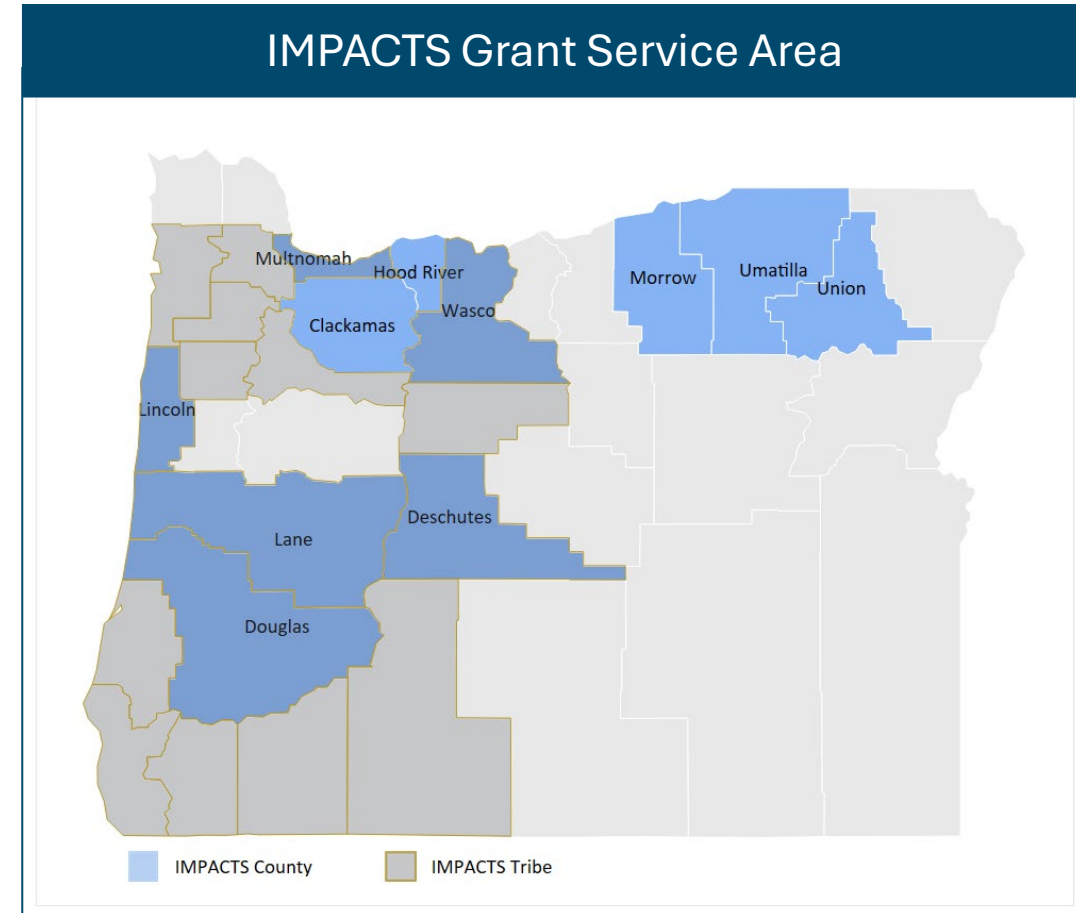 IMPACTS Grant Service Area
Multnomah
Hood River
Morrow
Umatilla
Union
Wasco
Clackamas
Lincoln
Deschutes
Lane
Douglas
IMPACTS County
IMPACTS Tribe